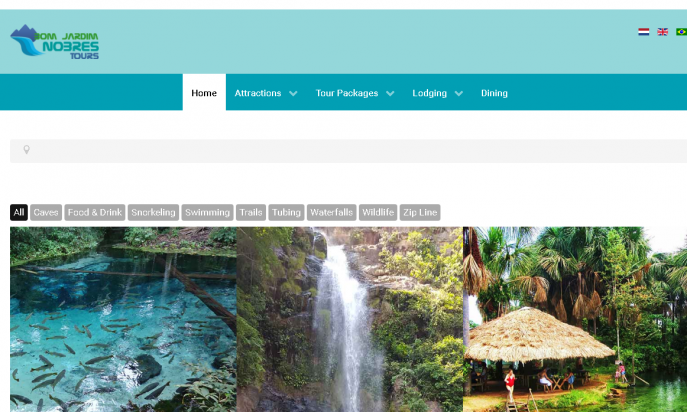 BOM JARDIM
NOBRES
TOURS
Home Attractions Tour Packages Lodging Dining
All Caves Food & Drink Snorkeling Swimming Trails Tubing Waterfalls Wildlife Zip Line